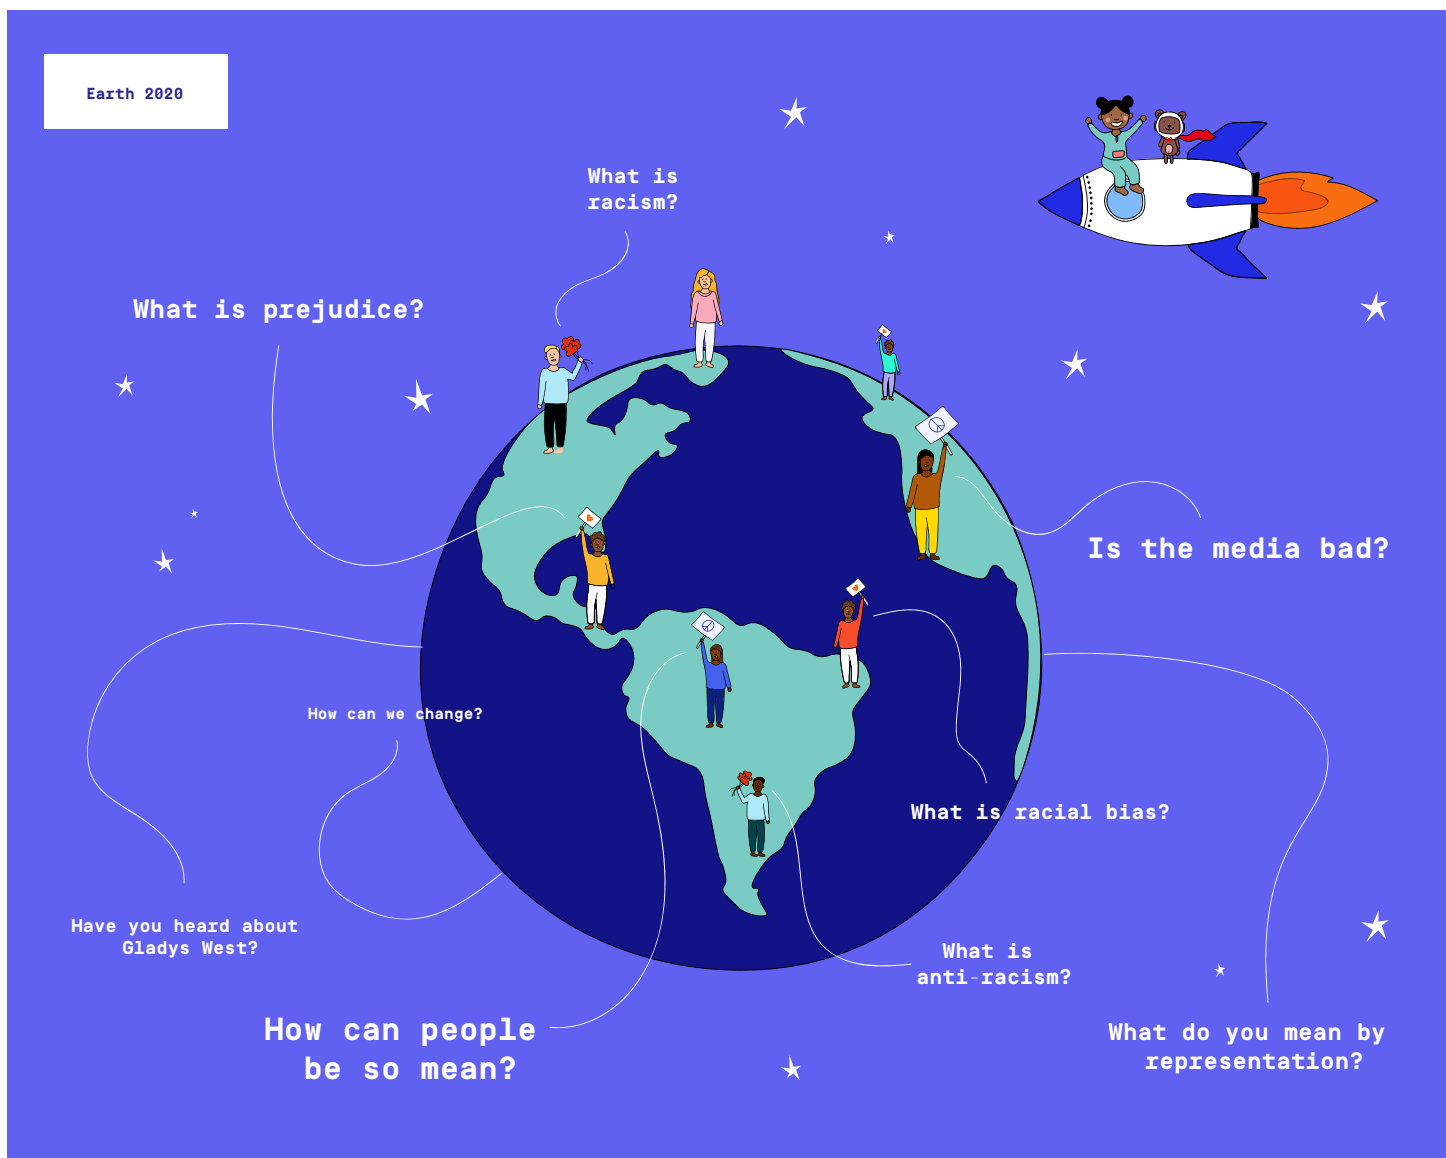 Earth 2020
What is
racism?
What is prejudice?
Is the media bad?
How can we change?
What is racial bias?
Have you heard about
Gladys West?
What is
anti-racism?
How can people
be so mean?
What do you mean by
representation?